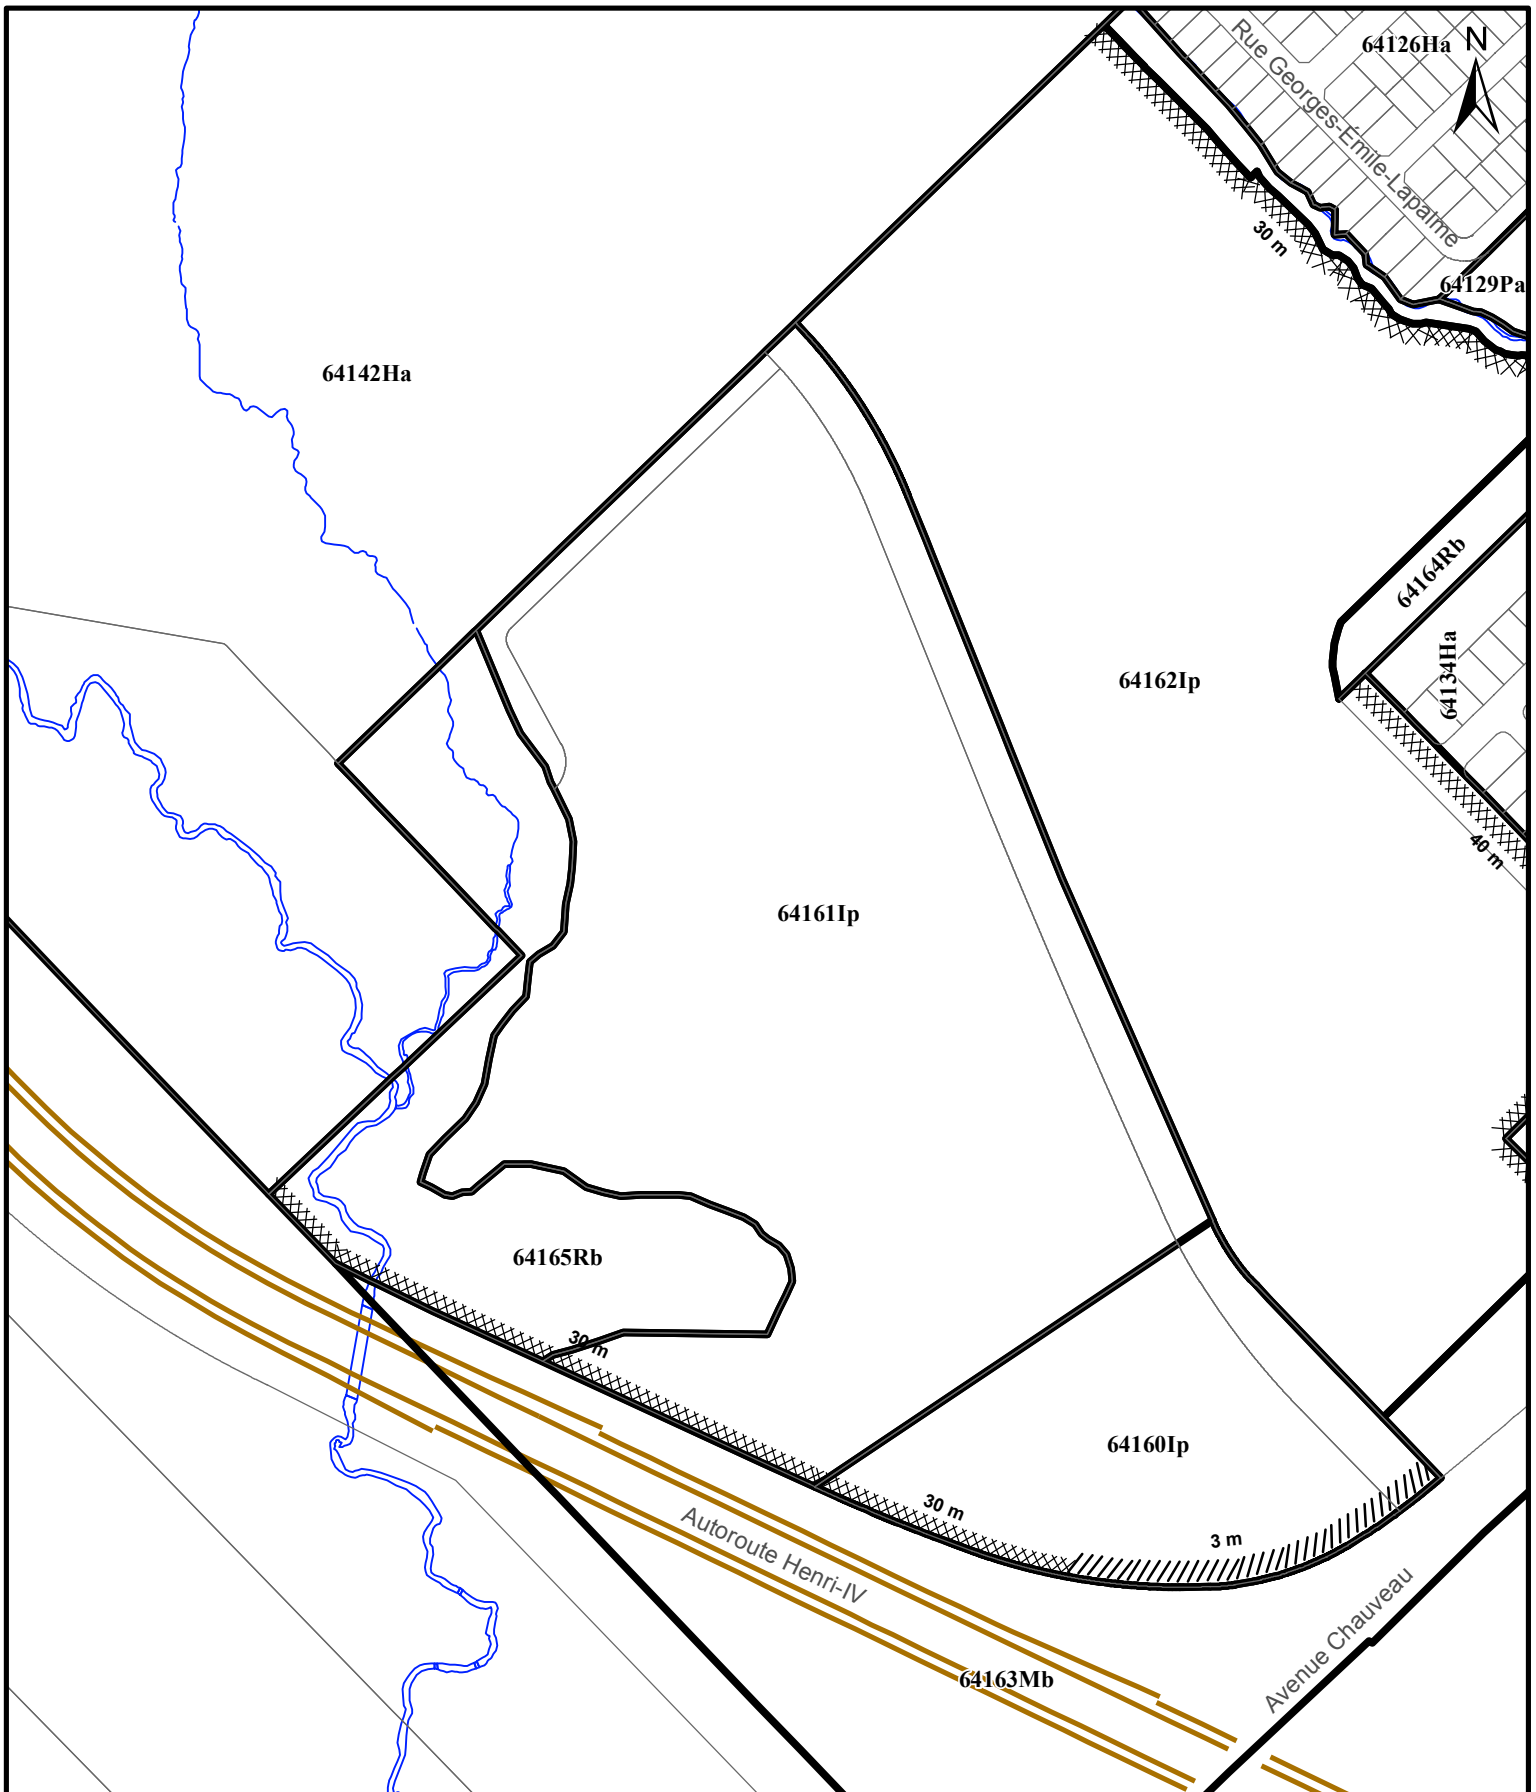 64126Ha
N
Rue Georges-Émile-Lapalme
30 m
64129Pa
64142Ha
64164Rb
64134Ha
64162Ip
40 m
64161Ip
64165Rb
30 m
64160Ip
30 m
3 m
Autoroute Henri-IV
Avenue Chauveau
64163Mb